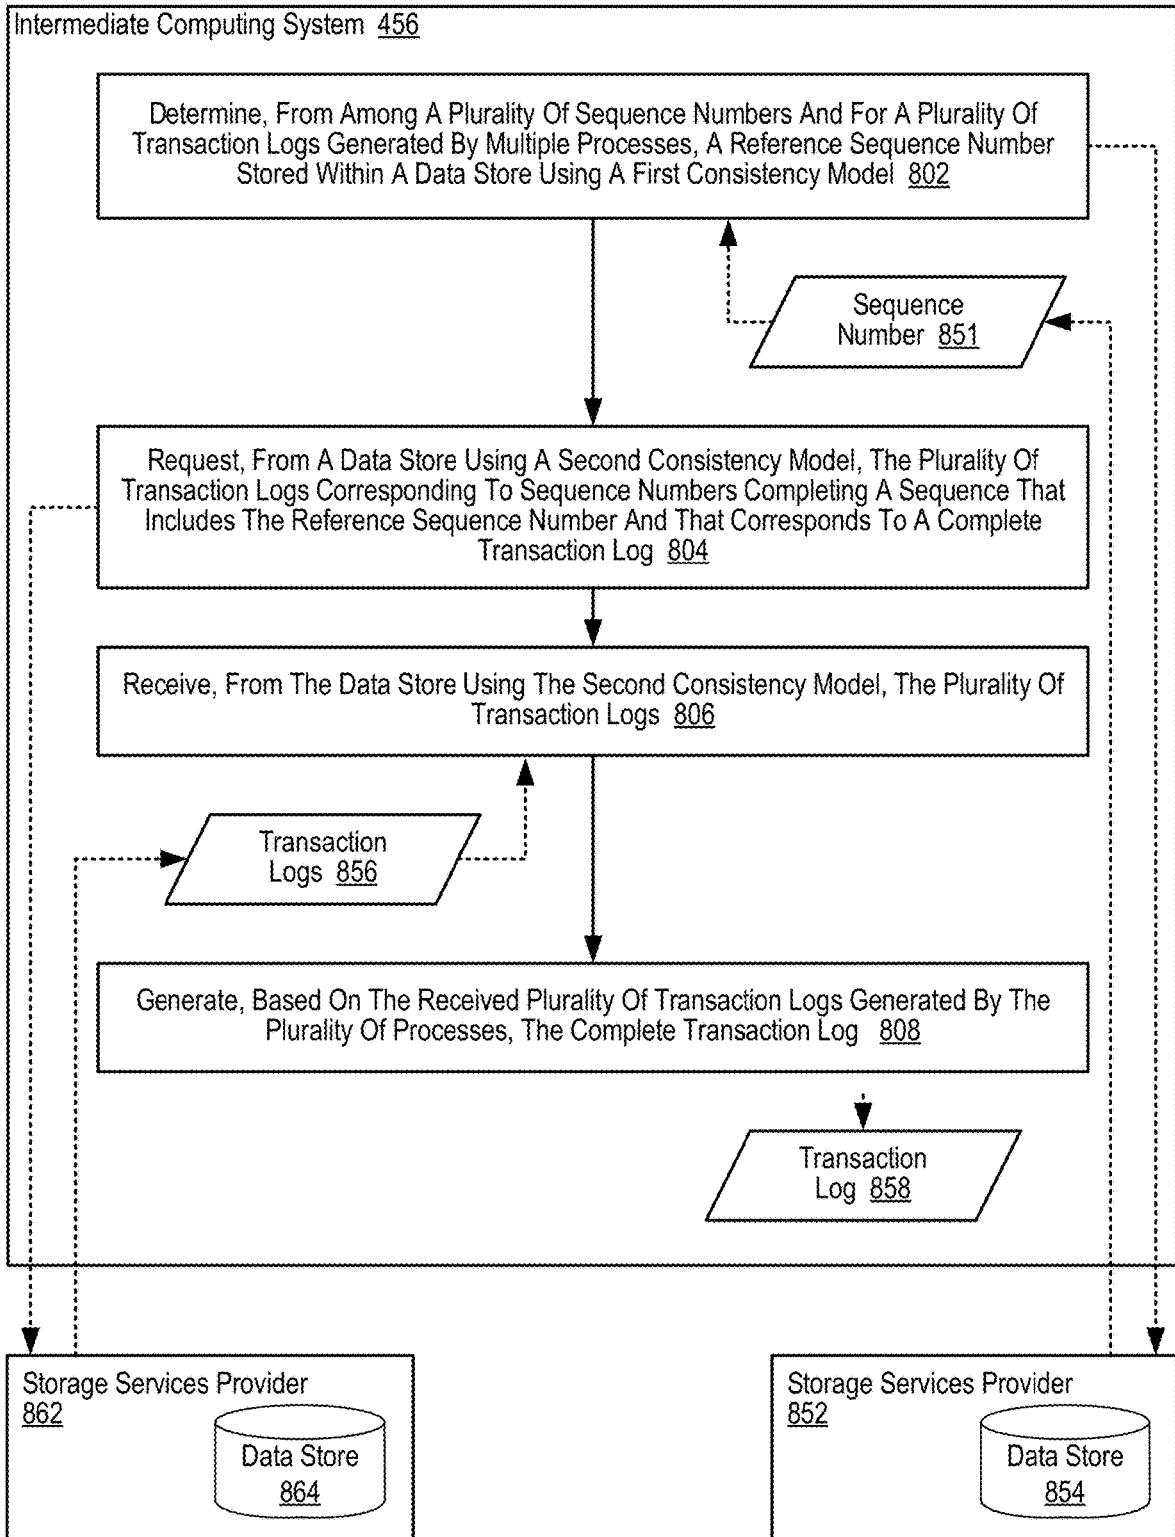 Intermediate Computing System 456
Determine, From Among A Plurality Of Sequence Numbers And For A Plurality Of
Transaction Logs Generated By Multiple Processes, A Reference Sequence Number
Stored Within A Data Store Using A First Consistency Model 802
Sequence
Number 851
Request, From A Data Store Using A Second Consistency Model, The Plurality Of
Transaction Logs Corresponding To Sequence Numbers Completing A Sequence That
Includes The Reference Sequence Number And That Corresponds To A Complete
Transaction Log 804
Receive, From The Data Store Using The Second Consistency Model, The Plurality Of
Transaction Logs 806
Transaction
Logs 856
Generate, Based On The Received Plurality Of Transaction Logs Generated By The
Plurality Of Processes, The Complete Transaction Log 808
Transaction
Log 858
Storage Services Provider
862
Data Store
864
Storage Services Provider
852
Data Store
854